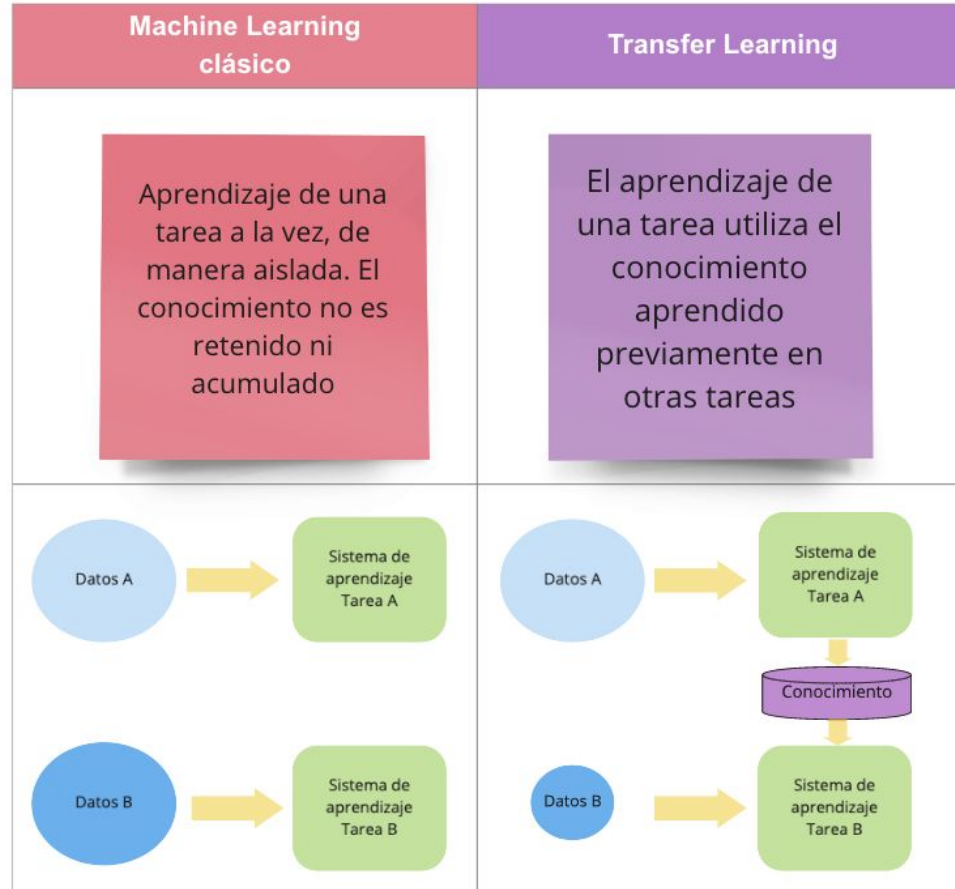 Machine Learning
clásico
Transfer Learning
Aprendizaje de una
tarea a la vez, de
manera aislada. El
conocimiento no es
retenido ni
acumulado
El aprendizaje de
una tarea utiliza el
conocimiento
aprendido
previamente en
otras tareas
Datos A
Sistema de
aprendizaje
Tarea A
Datos B
Sistema de
aprendizaje
Tarea B
Datos A
Sistema de
aprendizaje
Tarea A
Conocimiento
Datos B
Sistema de
aprendizaje
Tarea B